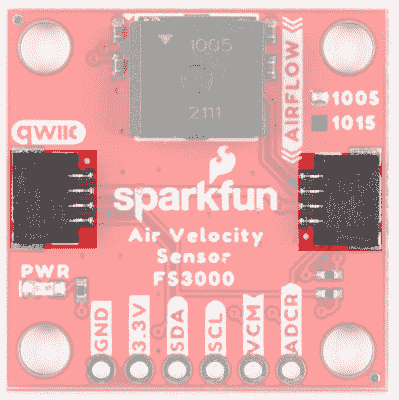 1005
2111
AIRFLOW
1005
1015
qwiic
sparkfun
Air Velocity
Sensor
FS3000
PWR
GND
3.3V
SDA
SCL
VCM
ADCR